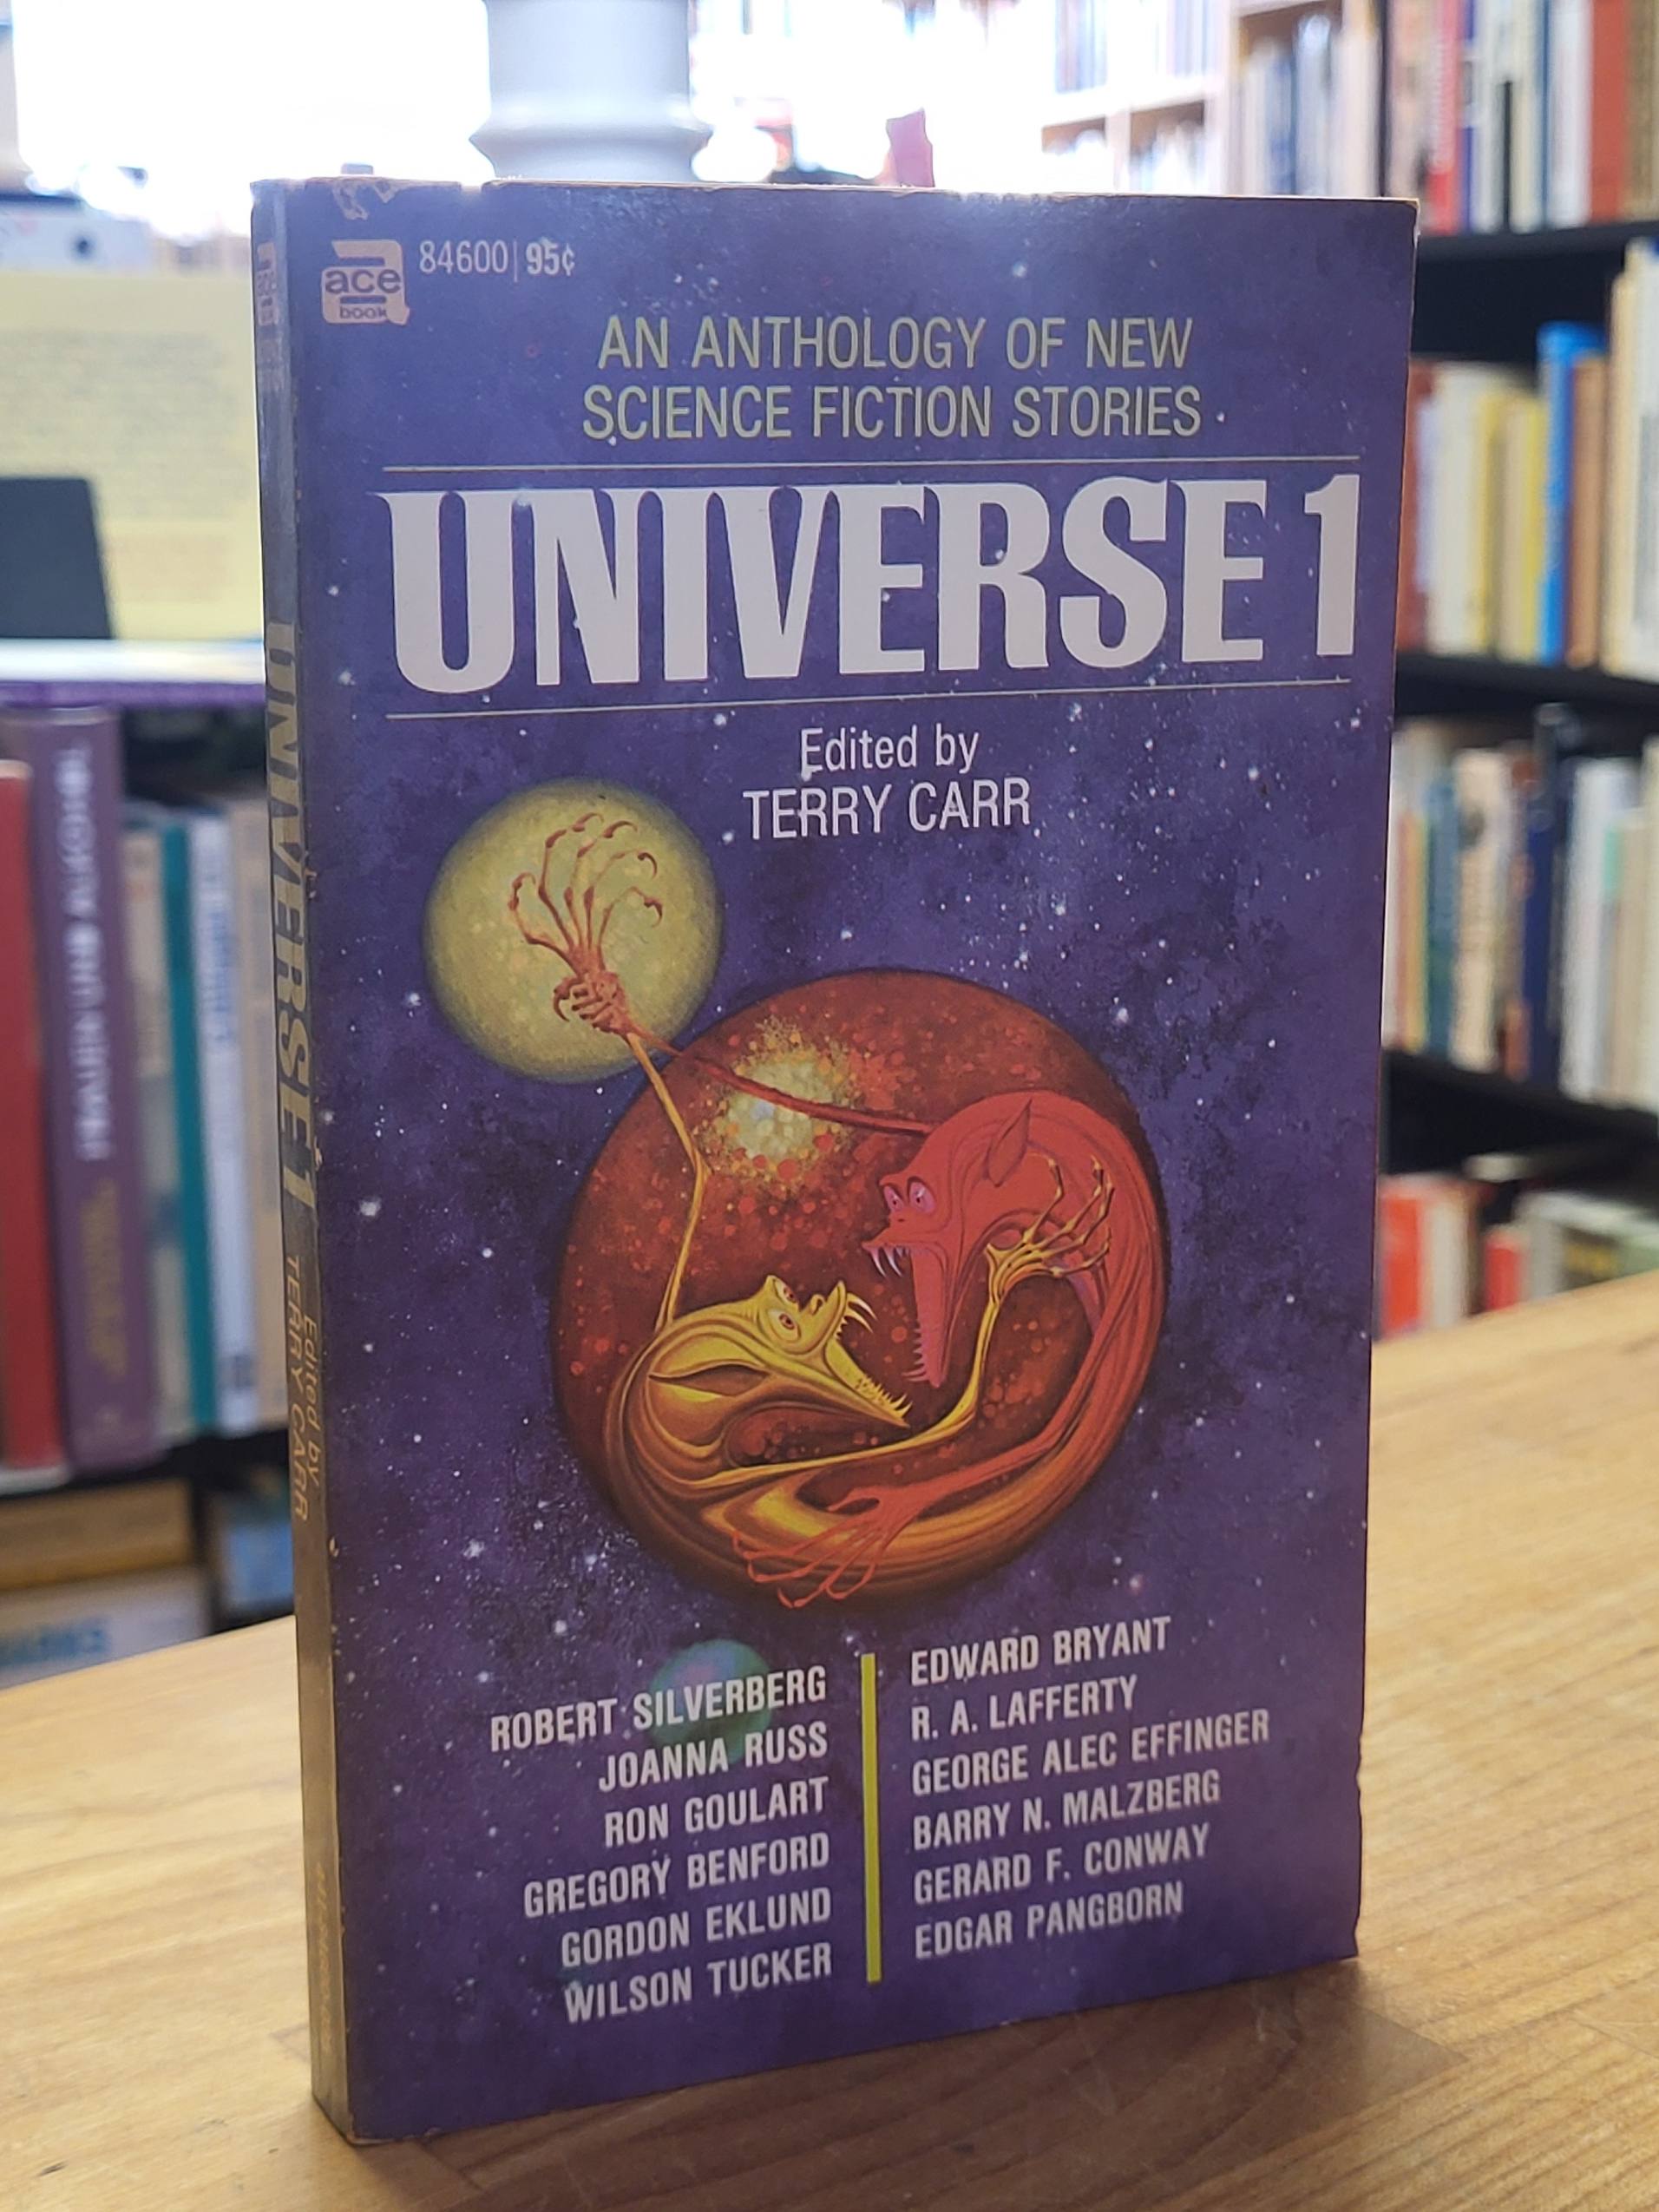 ace
book
84600 | 95¢
AN ANTHOLOGY OF NEW
SCIENCE FICTION STORIES
UNIVERSE 1
Edited by
TERRY CARR
ROBERT SILVERBERG
JOANNA RUSS
RON GOULART
GREGORY BENFORD
GORDON EKLUND
WILSON TUCKER
EDWARD BRYANT
R. A. LAFFERTY
GEORGE ALEC EFFINGER
BARRY N. MALZBERG
GERARD F. CONWAY
EDGAR PANGBORN
UNIVERSE 1
Edited by
TERRY CARR